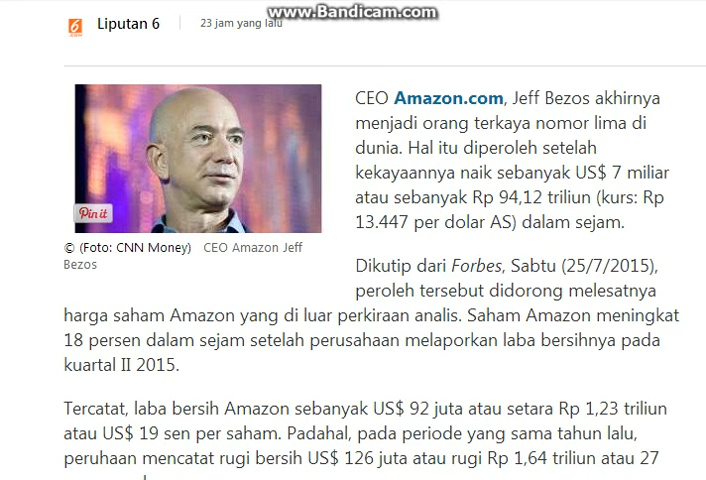 www.Bandicam.com
Liputan 6
23 jam yang lalu
Pin it
© (Foto: CNN Money) CEO Amazon Jeff
Bezos
CEO Amazon.com, Jeff Bezos akhirnya
menjadi orang terkaya nomor lima di
dunia. Hal itu diperoleh setelah
kekayaannya naik sebanyak US$ 7 miliar
atau sebanyak Rp 94,12 triliun (kurs: Rp
13.447 per dolar AS) dalam sejam.
Dikutip dari Forbes, Sabtu (25/7/2015),
peroleh tersebut didorong melesatnya
harga saham Amazon yang di luar perkiraan analis. Saham Amazon meningkat
18 persen dalam sejam setelah perusahaan melaporkan laba bersihnya pada
kuartal II 2015.
Tercatat, laba bersih Amazon sebanyak US$ 92 juta atau setara Rp 1,23 triliun
atau US$ 19 sen per saham. Padahal, pada periode yang sama tahun lalu,
peruhaan mencatat rugi bersih US$ 126 juta atau rugi Rp 1,64 triliun atau 27